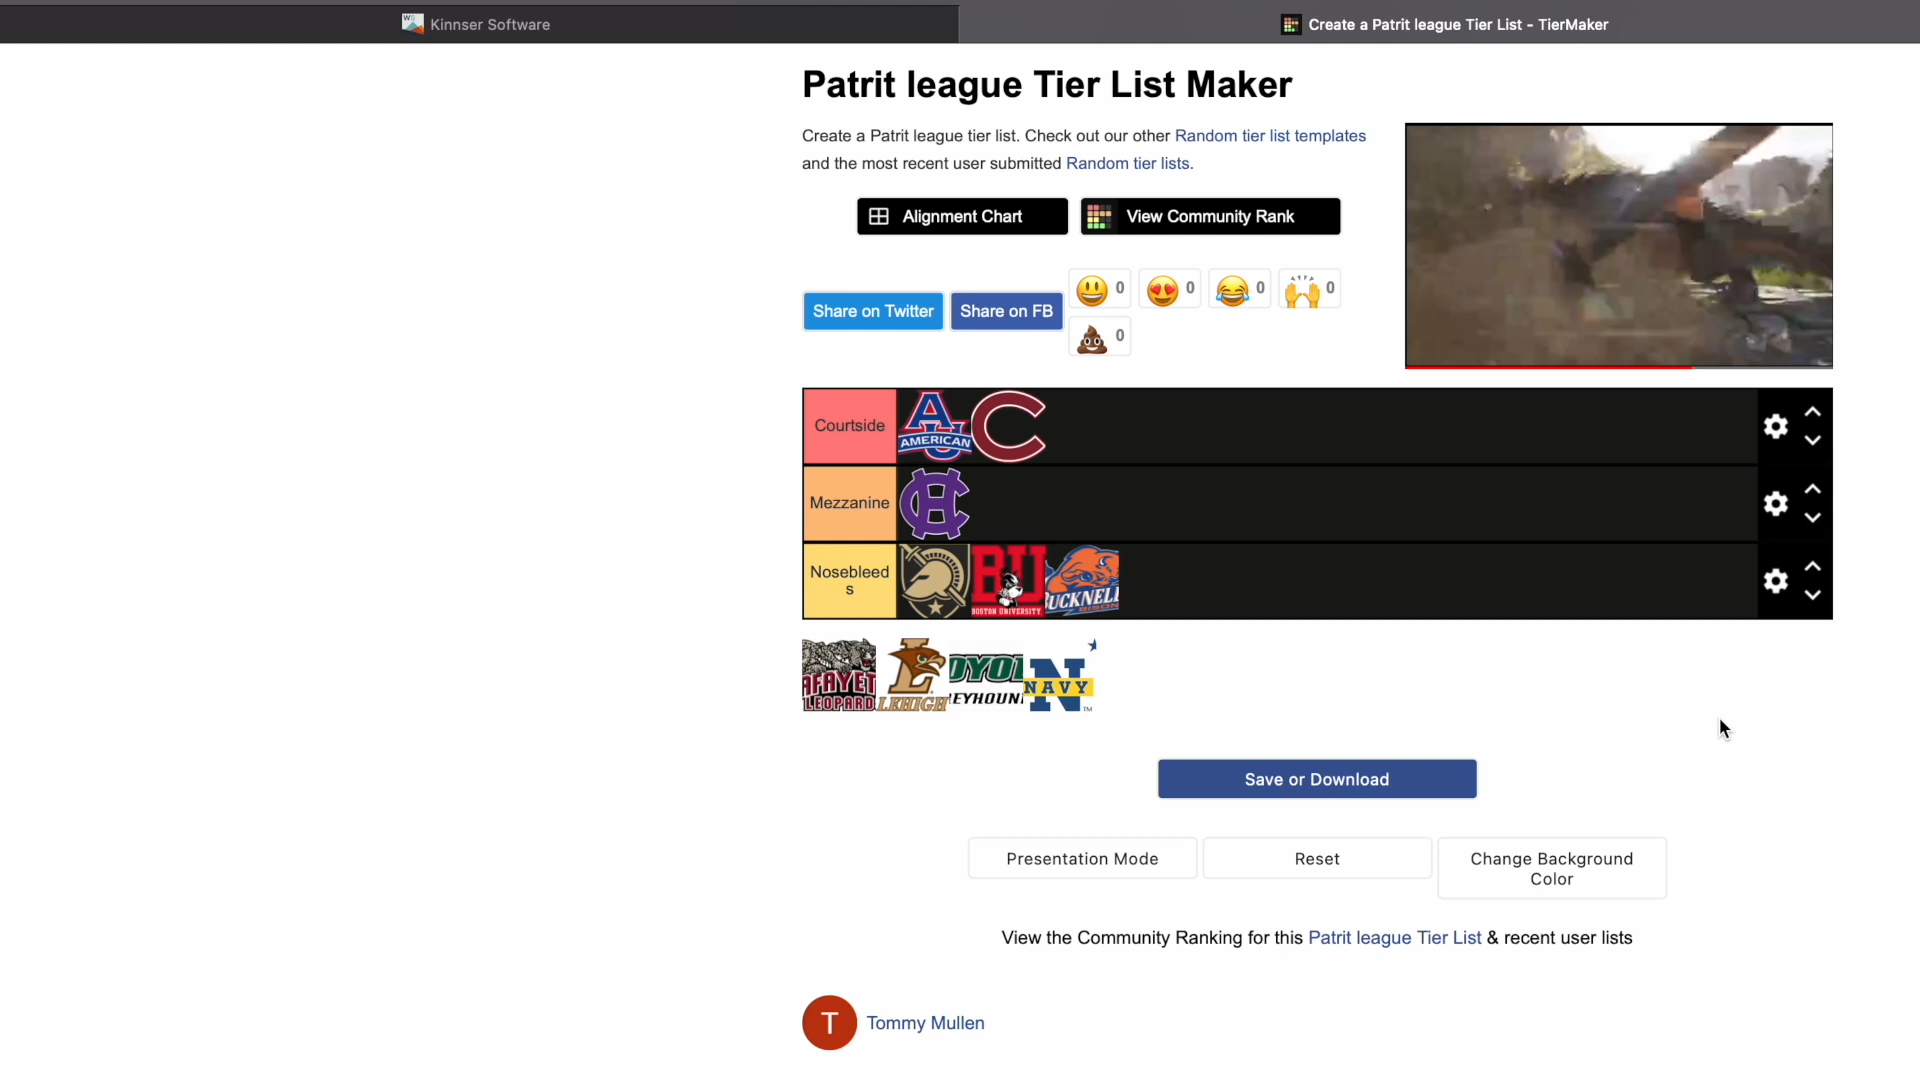 Kinnser Software
Create a Patrit league Tier List - TierMaker
Patrit league Tier List Maker
Create a Patrit league tier list. Check out our other Random tier list templates
and the most recent user submitted Random tier lists.
Alignment Chart
View Community Rank
0 0 0 0
Share on Twitter
Share on FB
0
Courtside
A
AMERICAN
C
Mezzanine
HC
Nosebleed
s
BU
BOSTON UNIVERSITY
BUCKNELL
BISON
AFAYET
LEOPARD
L
LEHIGH
OYOL
EYHOUN
N
NAVY
TM
Save or Download
Presentation Mode
Reset
Change Background
Color
View the Community Ranking for this Patrit league Tier List & recent user lists
T
Tommy Mullen